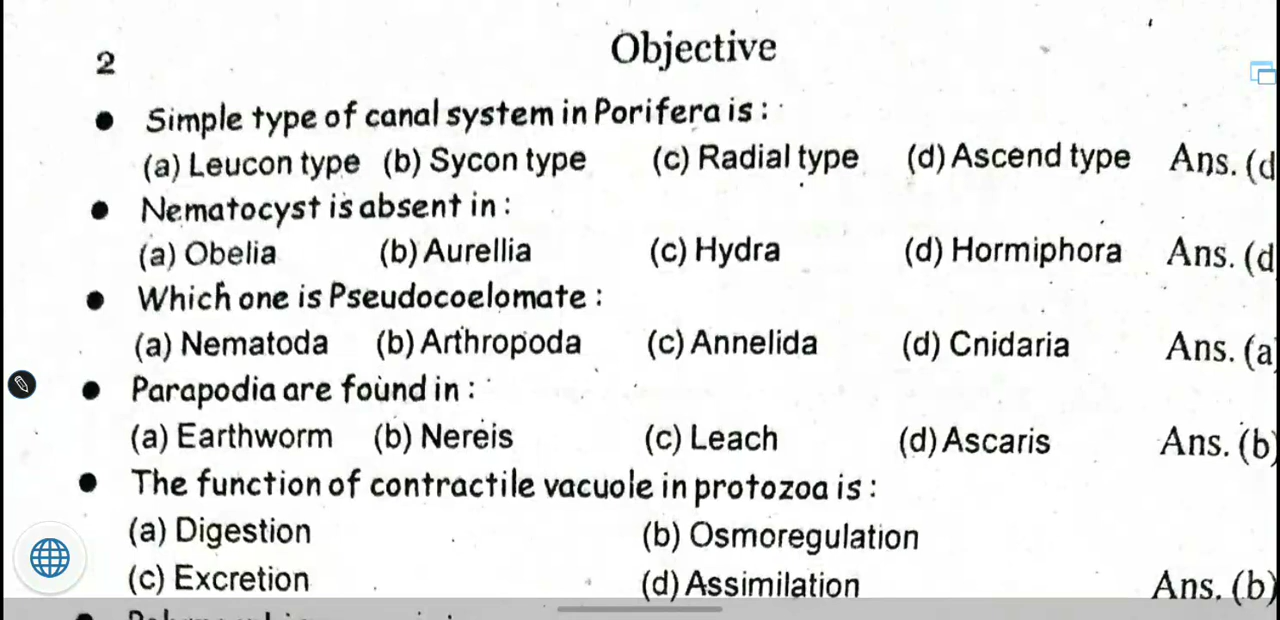 2
Objective
• Simple type of canal system in Porifera is :
(a) Leucon type (b) Sycon type (c) Radial type (d) Ascend type Ans. (d
• Nematocyst is absent in :
(a) Obelia (b) Aurellia (c) Hydra (d) Hormiphora Ans. (d
• Which one is Pseudocoelomate :
(a) Nematoda (b) Arthropoda (c) Annelida (d) Cnidaria Ans. (a
• Parapodia are found in :
(a) Earthworm (b) Nereis (c) Leach (d) Ascaris Ans. (b)
• The function of contractile vacuole in protozoa is :
(a) Digestion (b) Osmoregulation
(c) Excretion (d) Assimilation Ans. (b)